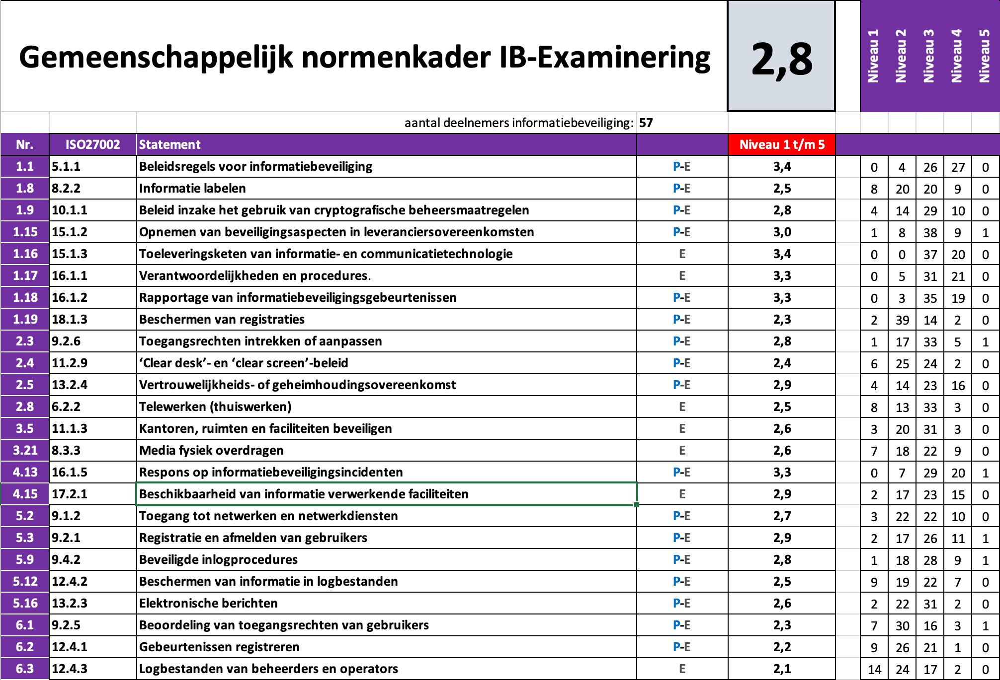 Gemeenschappelijk normenkader IB-Examinering 2,8 Niveau 1 Niveau 2 Niveau 3 Niveau 4 Niveau 5
aantal deelnemers informatiebeveiliging: 57
Nr. ISO27002 Statement Niveau 1 t/m 5
1.1 5.1.1 Beleidsregels voor informatiebeveiliging P-E 3,4 0 4 26 27 0
1.8 8.2.2 Informatie labelen P-E 2,5 8 20 20 9 0
1.9 10.1.1 Beleid inzake het gebruik van cryptografische beheersmaatregelen P-E 2,8 4 14 29 10 0
1.15 15.1.2 Opnemen van beveiligingsaspecten in leveranciersovereenkomsten P-E 3,0 1 8 38 9 1
1.16 15.1.3 Toeleveringsketen van informatie- en communicatietechnologie E 3,4 0 0 37 20 0
1.17 16.1.1 Verantwoordelijkheden en procedures. E 3,3 0 5 31 21 0
1.18 16.1.2 Rapportage van informatiebeveiligingsgebeurtenissen P-E 3,3 0 3 35 19 0
1.19 18.1.3 Beschermen van registraties P-E 2,3 2 39 14 2 0
2.3 9.2.6 Toegangsrechten intrekken of aanpassen P-E 2,8 1 17 33 5 1
2.4 11.2.9 ‘Clear desk’- en ‘clear screen’-beleid P-E 2,4 6 25 24 2 0
2.5 13.2.4 Vertrouwelijkheids- of geheimhoudingsovereenkomst P-E 2,9 4 14 23 16 0
2.8 6.2.2 Telewerken (thuiswerken) E 2,5 8 13 33 3 0
3.5 11.1.3 Kantoren, ruimten en faciliteiten beveiligen E 2,6 3 20 31 3 0
3.21 8.3.3 Media fysiek overdragen E 2,6 7 18 22 9 0
4.13 16.1.5 Respons op informatiebeveiligingsincidenten P-E 3,3 0 7 29 20 1
4.15 17.2.1 Beschikbaarheid van informatie verwerkende faciliteiten E 2,9 2 17 23 15 0
5.2 9.1.2 Toegang tot netwerken en netwerkdiensten P-E 2,7 3 22 22 10 0
5.3 9.2.1 Registratie en afmelden van gebruikers P-E 2,9 2 17 26 11 1
5.9 9.4.2 Beveiligde inlogprocedures P-E 2,8 1 18 28 9 1
5.12 12.4.2 Beschermen van informatie in logbestanden P-E 2,5 9 19 22 7 0
5.16 13.2.3 Elektronische berichten P-E 2,6 2 22 31 2 0
6.1 9.2.5 Beoordeling van toegangsrechten van gebruikers P-E 2,3 7 30 16 3 1
6.2 12.4.1 Gebeurtenissen registreren P-E 2,2 9 26 21 1 0
6.3 12.4.3 Logbestanden van beheerders en operators E 2,1 14 24 17 2 0